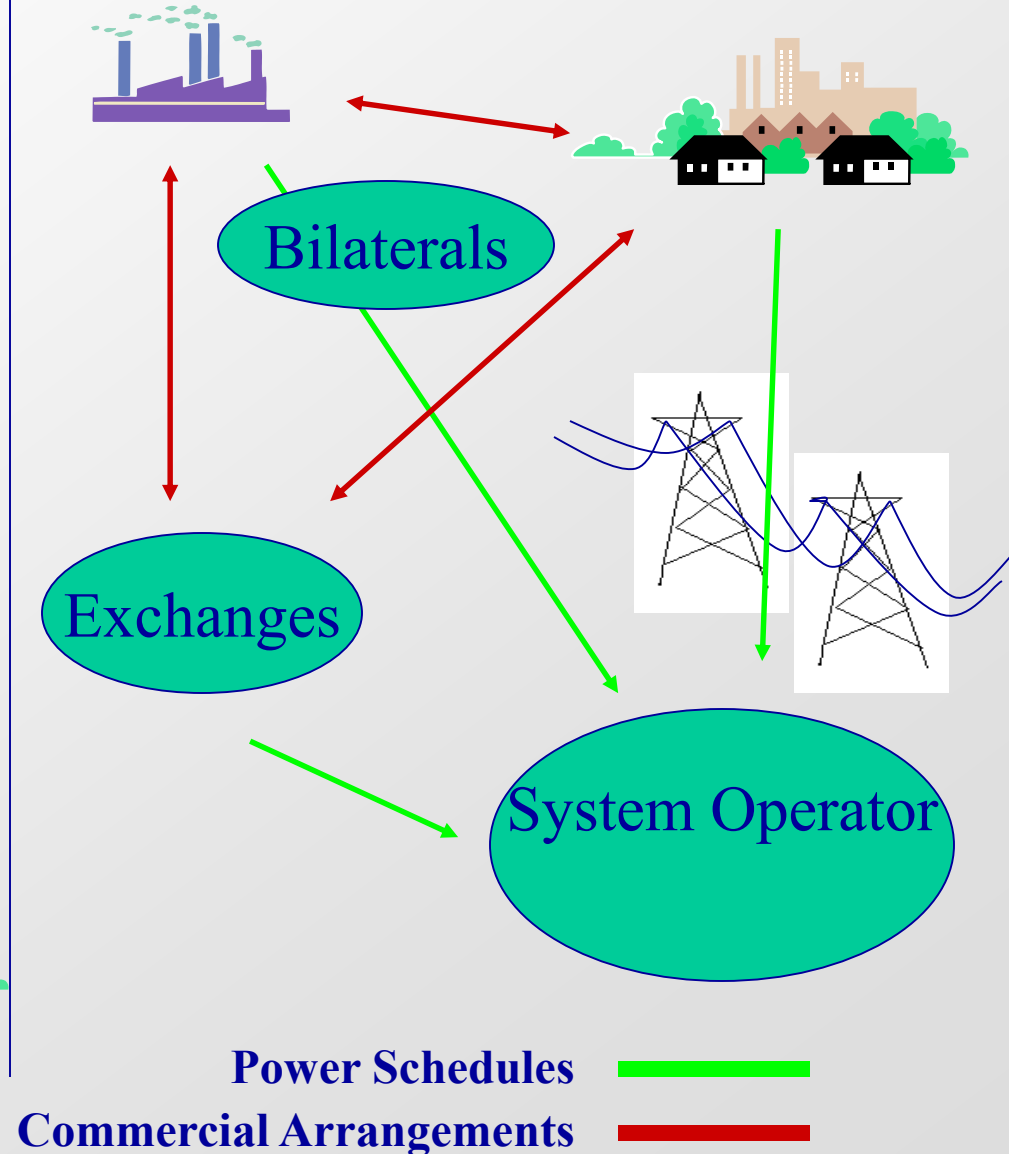 Bilaterals
Exchanges
System Operator
Power Schedules
Commercial Arrangements